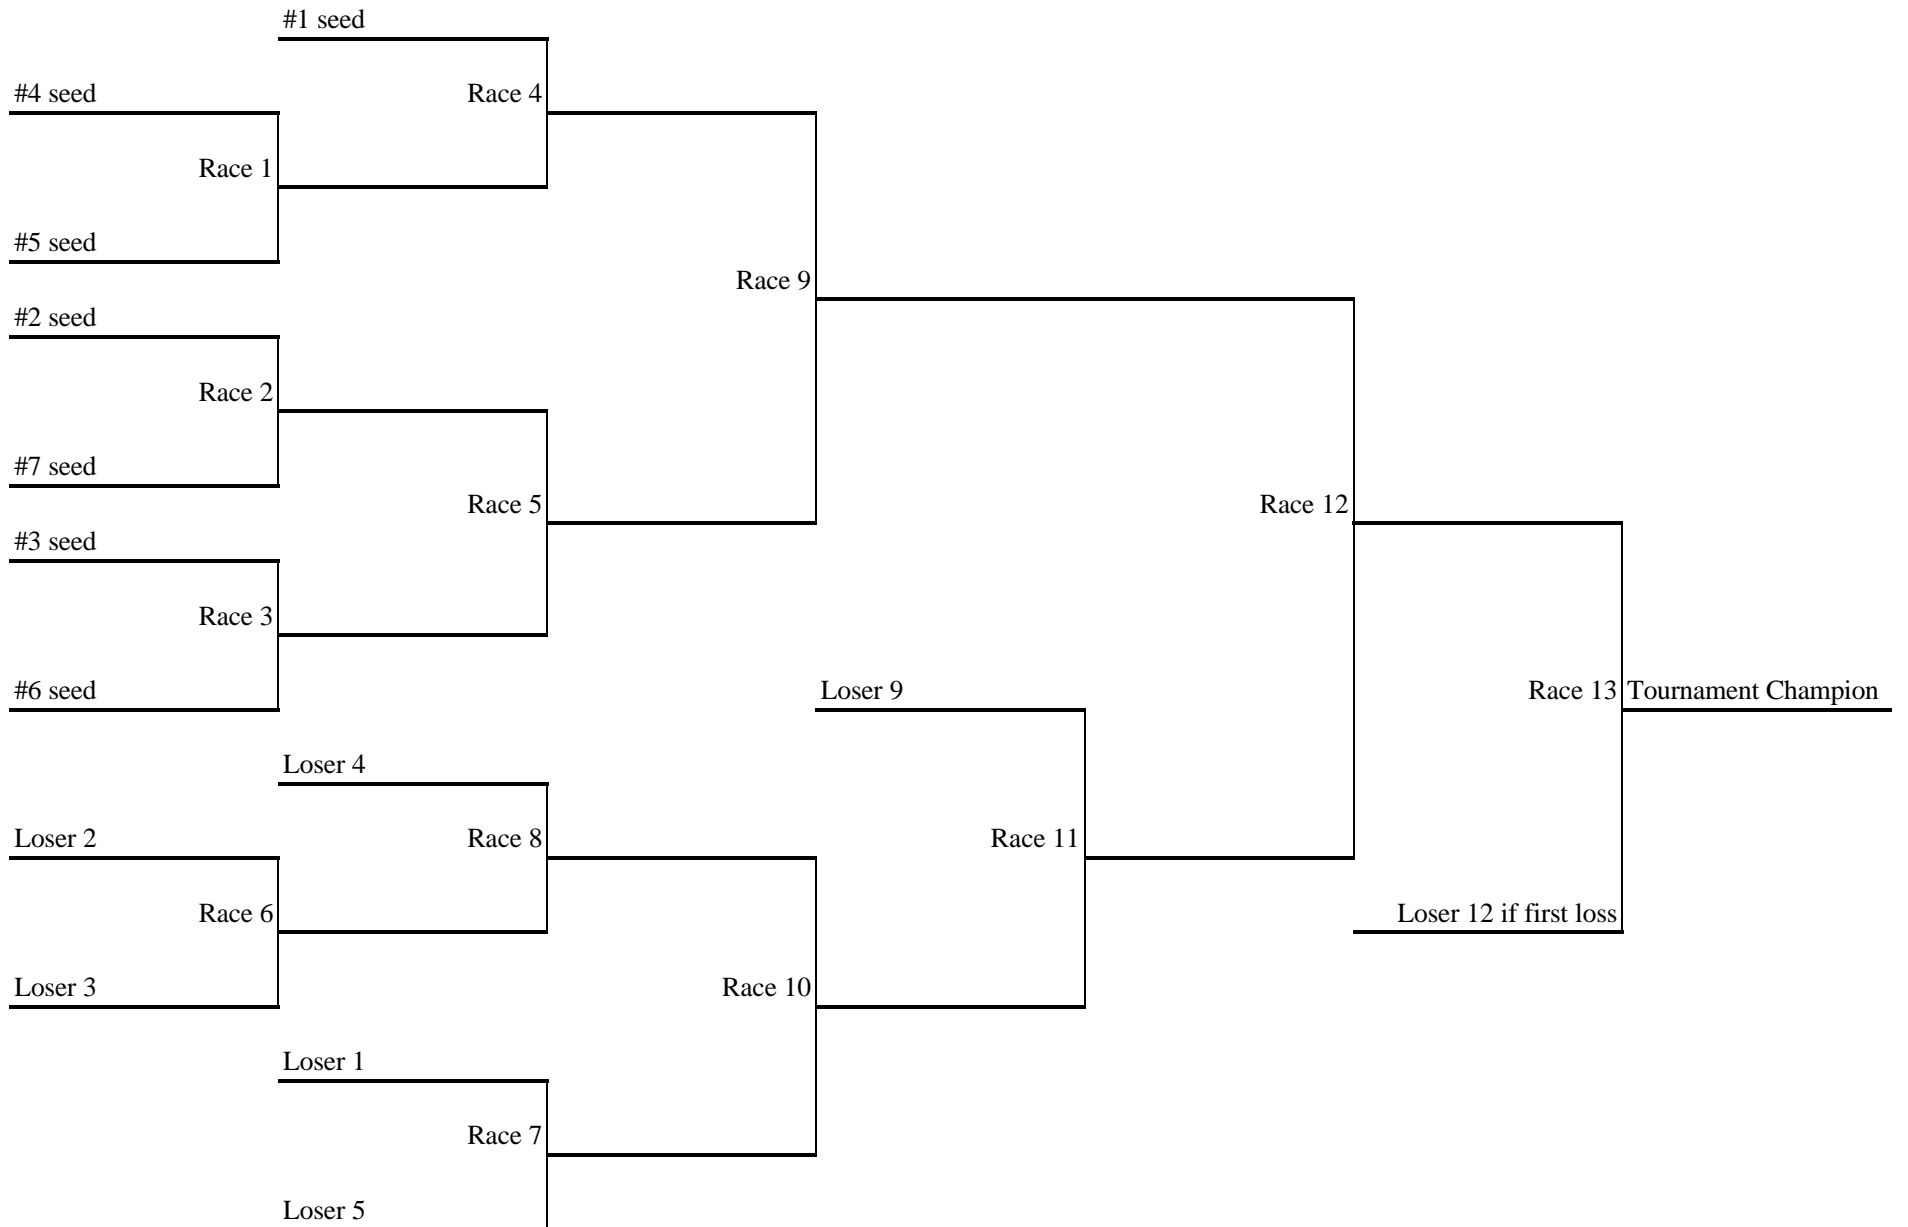 #1 seed
#4 seed
Race 4
Race 1
#5 seed
Race 9
#2 seed
Race 2
#7 seed
Race 5
Race 12
#3 seed
Race 3
#6 seed
Loser 9
Race 13
Tournament Champion
Loser 4
Loser 2
Race 8
Race 11
Race 6
Loser 12 if first loss
Loser 3
Race 10
Loser 1
Race 7
Loser 5